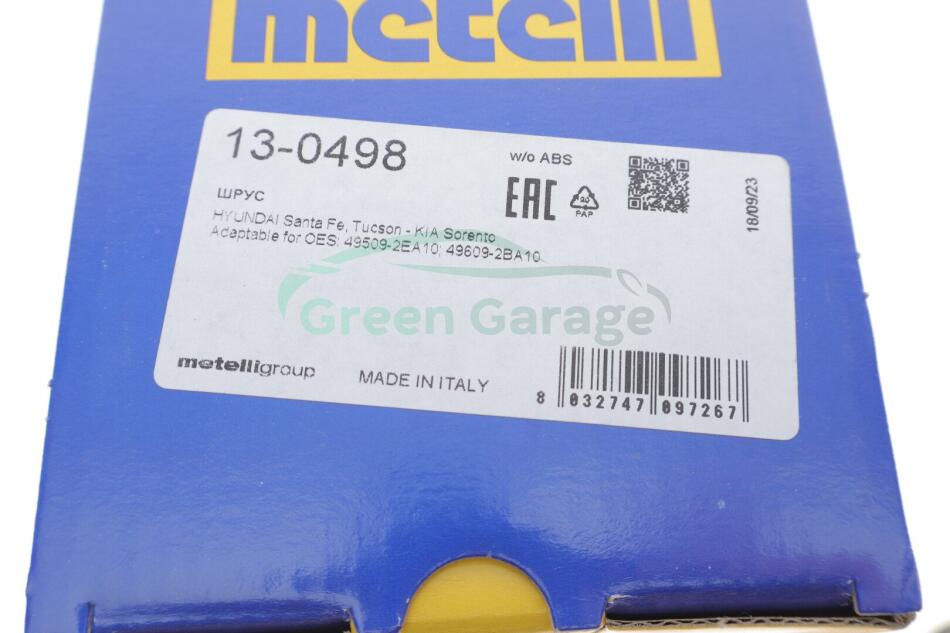 metelli
13-0498
w/o ABS
EAC
20
PAP
18/09/23
ШРУС
HYUNDAI Santa Fe, Tucson - KIA Sorento
Adaptable for OES: 49509-2EA10; 49609-2BA10
Green Garage
metelligroup
MADE IN ITALY
8 032747 097267